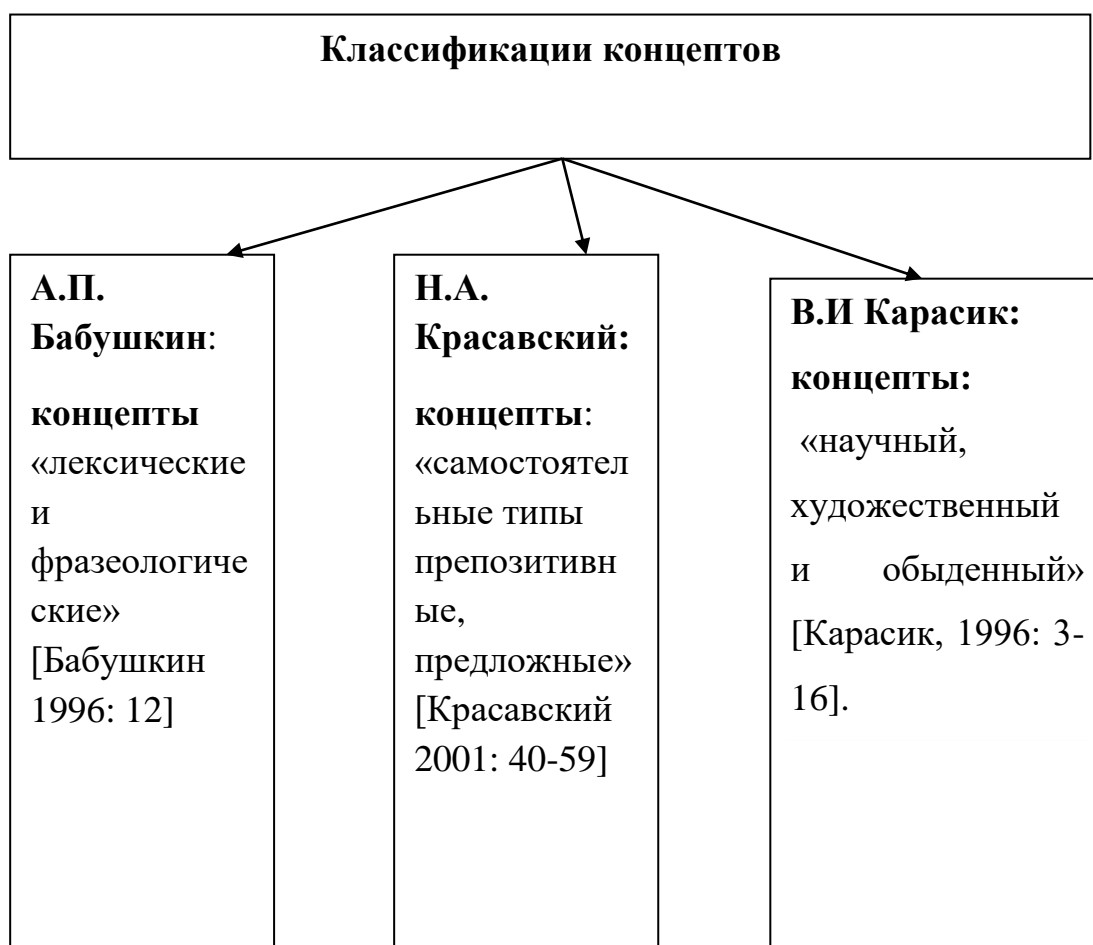 Классификации концептов
А.П.
Бабушкин:
концепты
«лексические
и
фразеологиче
ские»
[Бабушкин
1996: 12]
Н.А.
Красавский:
концепты:
«самостоятел
ьные типы
препозитивн
ые,
предложные»
[Красавский
2001: 40-59]
В.И Карасик:
концепты:
«научный,
художественный
и обыденный»
[Карасик, 1996: 3-
16].